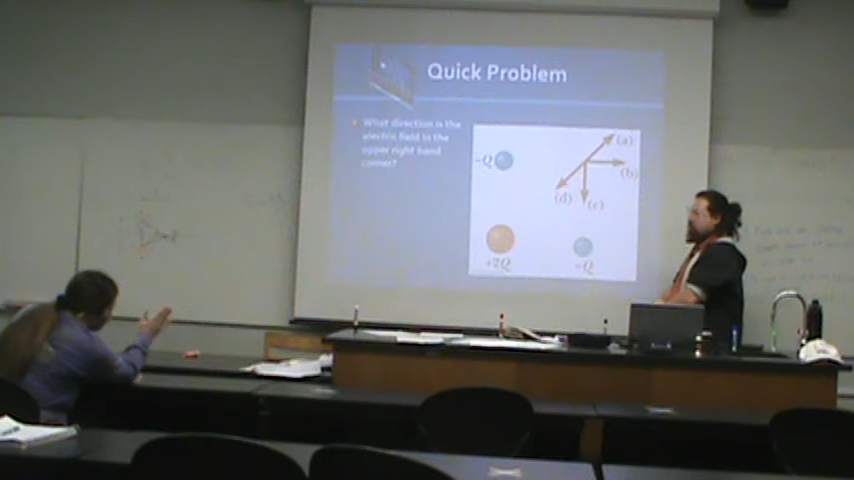 Quick Problem
What direction is the
electric field in the
upper right hand
corner?
(a)
-Q
(b)
(d)
(c)
+2Q
-Q